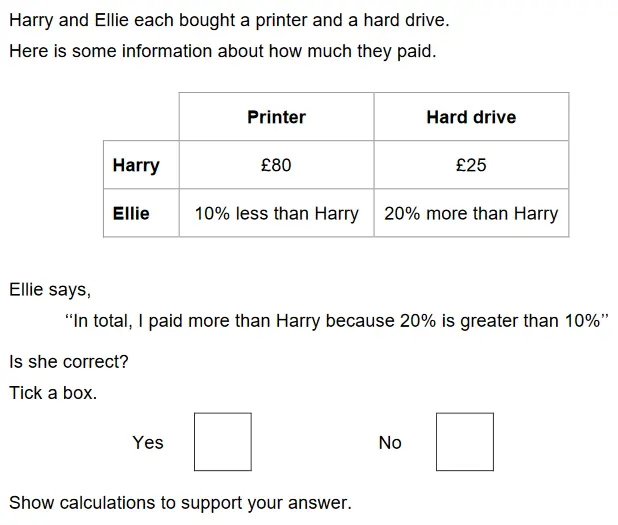 Harry and Ellie each bought a printer and a hard drive.
Here is some information about how much they paid.
Printer Hard drive
Harry £80 £25
Ellie 10% less than Harry 20% more than Harry
Ellie says,
‘‘In total, I paid more than Harry because 20% is greater than 10%’’
Is she correct?
Tick a box.
Yes No
Show calculations to support your answer.